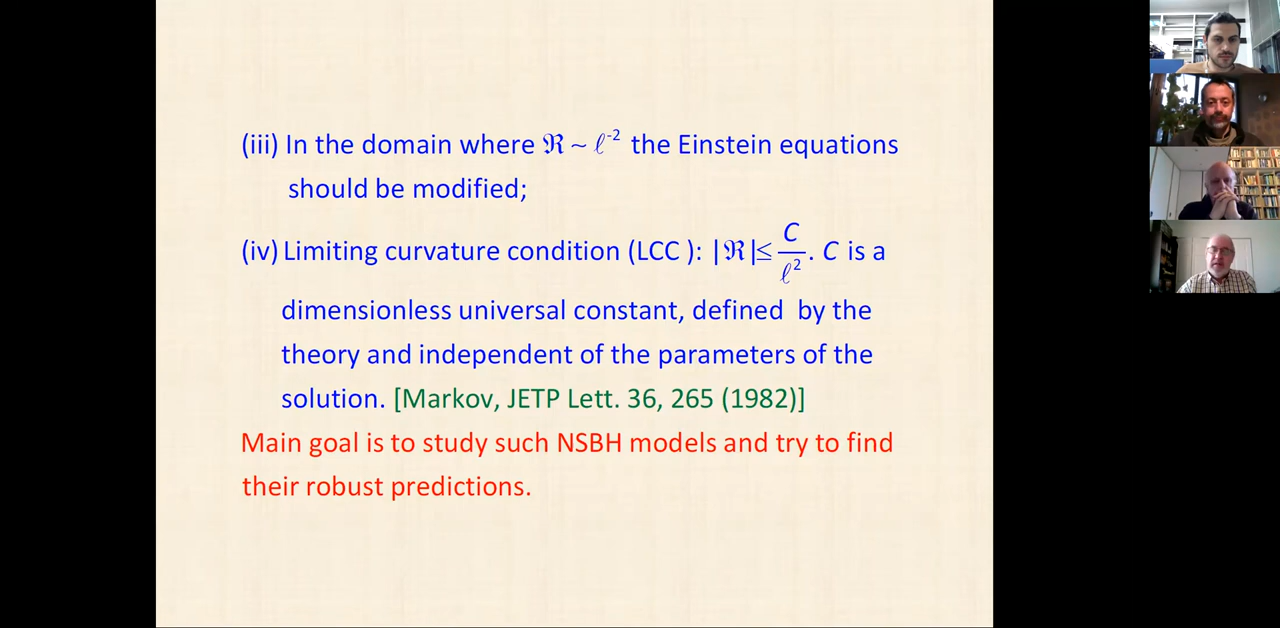 (iii) In the domain where ℜ ~ ℓ⁻² the Einstein equations
should be modified;
(iv) Limiting curvature condition (LCC ): |ℜ|≤ C/ℓ². C is a
dimensionless universal constant, defined by the
theory and independent of the parameters of the
solution. [Markov, JETP Lett. 36, 265 (1982)]
Main goal is to study such NSBH models and try to find
their robust predictions.